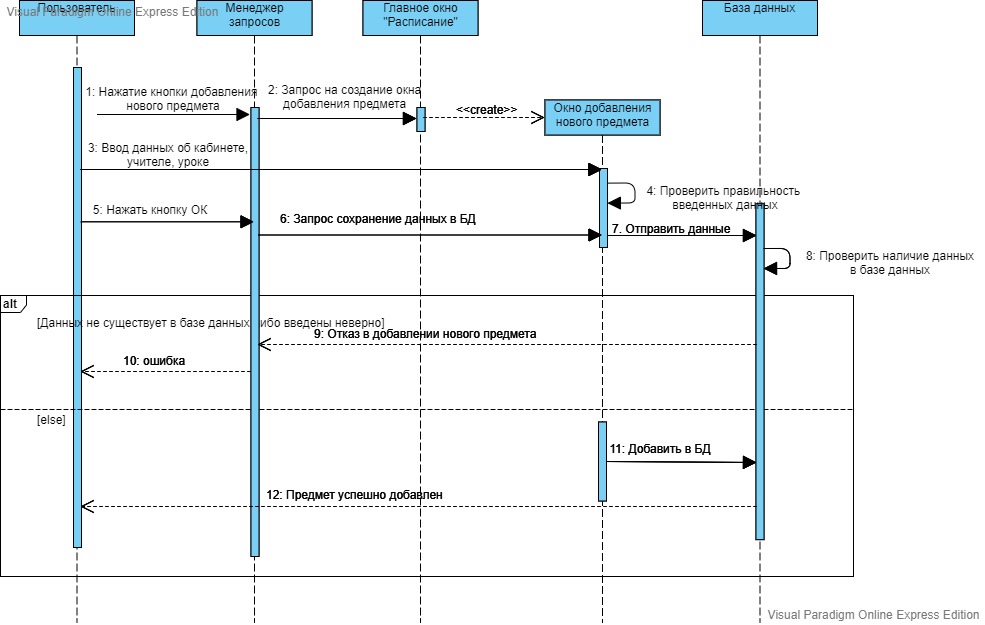 Visual Paradigm Online Express Edition
Пользователь
Менеджер
запросов
Главное окно
"Расписание"
База данных
1: Нажатие кнопки добавления
нового предмета
2: Запрос на создание окна
добавления предмета
<<create>>
Окно добавления
нового предмета
3: Ввод данных об кабинете,
учителе, уроке
4: Проверить правильность
введенных данных
5: Нажать кнопку ОК
6: Запрос сохранение данных в БД
7. Отправить данные
8: Проверить наличие данных
в базе данных
alt
[Данных не существует в базе данных либо введены неверно]
9: Отказ в добавлении нового предмета
10: ошибка
[else]
11: Добавить в БД
12: Предмет успешно добавлен
Visual Paradigm Online Express Edition